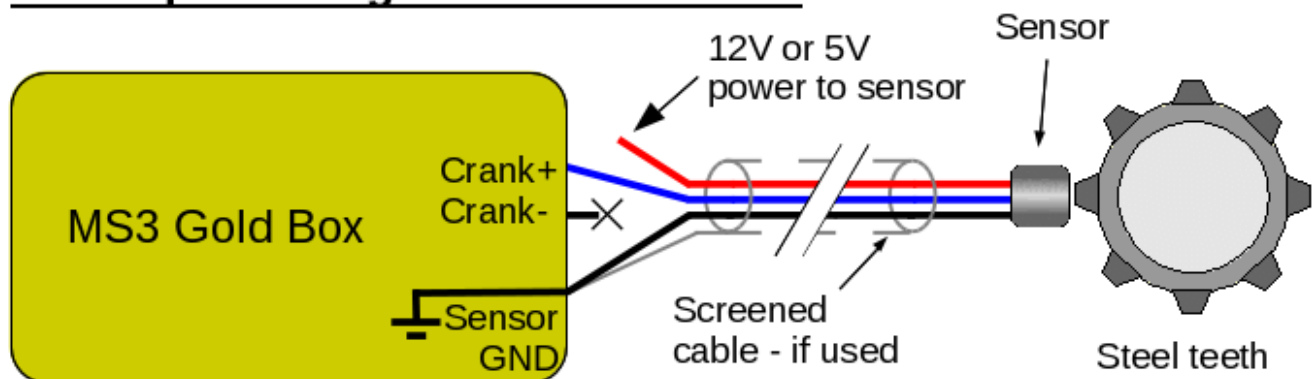 Sensor
12V or 5V
power to sensor
Crank+
Crank-
MS3 Gold Box
Sensor
GND
Screened
cable - if used
Steel teeth